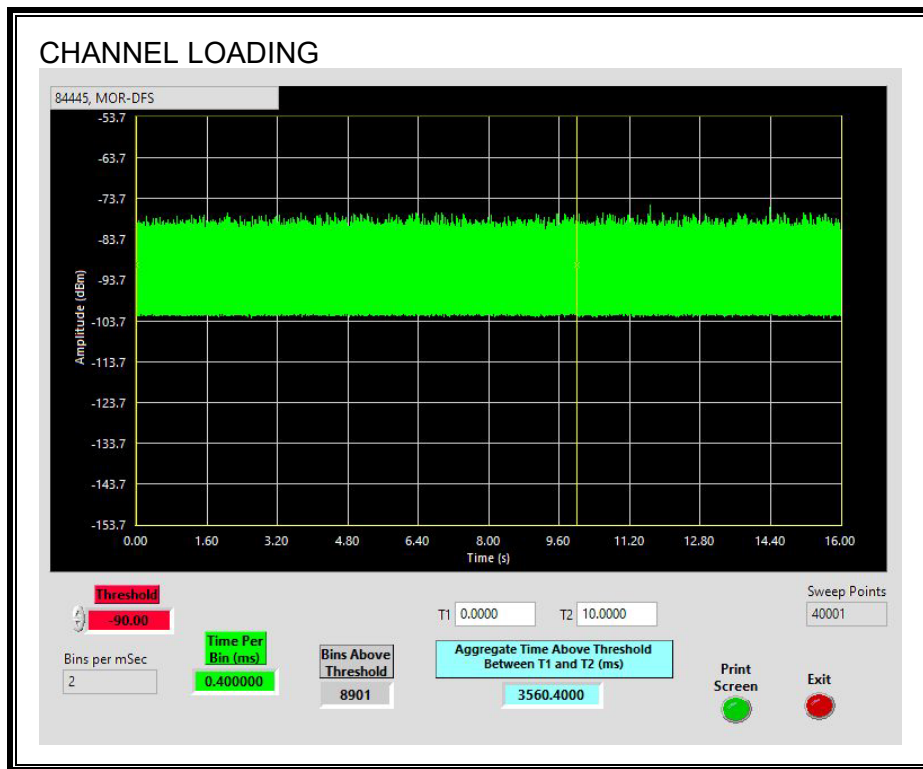 CHANNEL LOADING
84445, MOR-DFS
-53.7
-63.7
-73.7
-83.7
-93.7
-103.7
-113.7
-123.7
-133.7
-143.7
-153.7
Amplitude (dBm)
0.00 1.60 3.20 4.80 6.40 8.00 9.60 11.20 12.80 14.40 16.00
Time (s)
Threshold
-90.00
Bins per mSec
2
Time Per
Bin (ms)
0.400000
Bins Above
Threshold
8901
T1 0.0000 T2 10.0000
Aggregate Time Above Threshold
Between T1 and T2 (ms)
3560.4000
Print
Screen
Sweep Points
40001
Exit